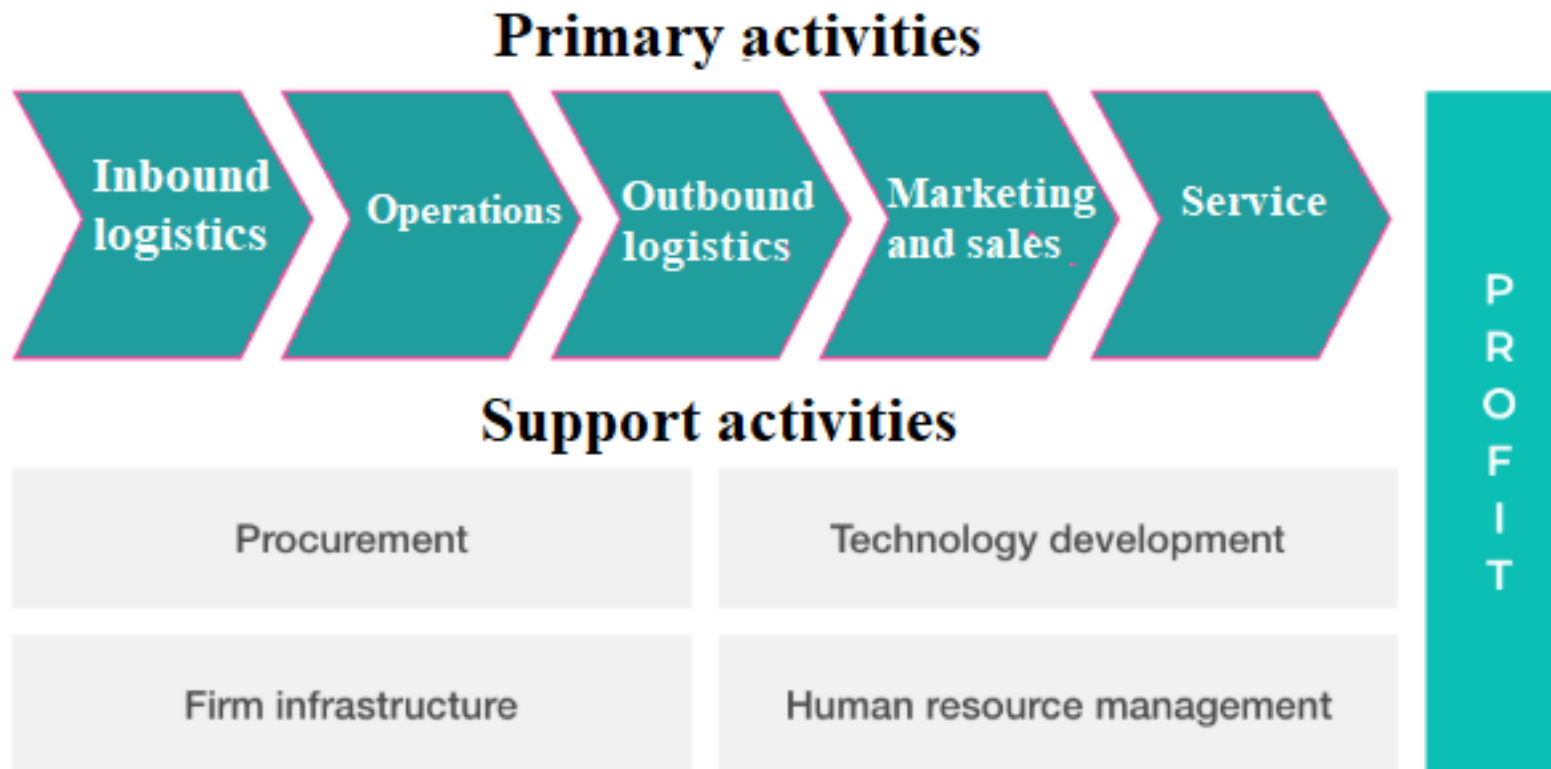 Primary activities
Inbound
logistics
Operations
Outbound
logistics
Marketing
and sales
Service
Support activities
Procurement
Technology development
Firm infrastructure
Human resource management
P
R
O
F
I
T